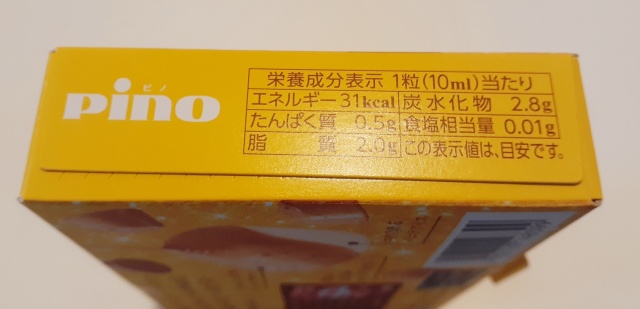 ピノ
pino
栄養成分表示 1粒(10ml)当たり
エネルギー 31kcal 炭水化物 2.8g
たんぱく質 0.5g 食塩相当量 0.01g
脂質 2.0g この表示値は、目安です。